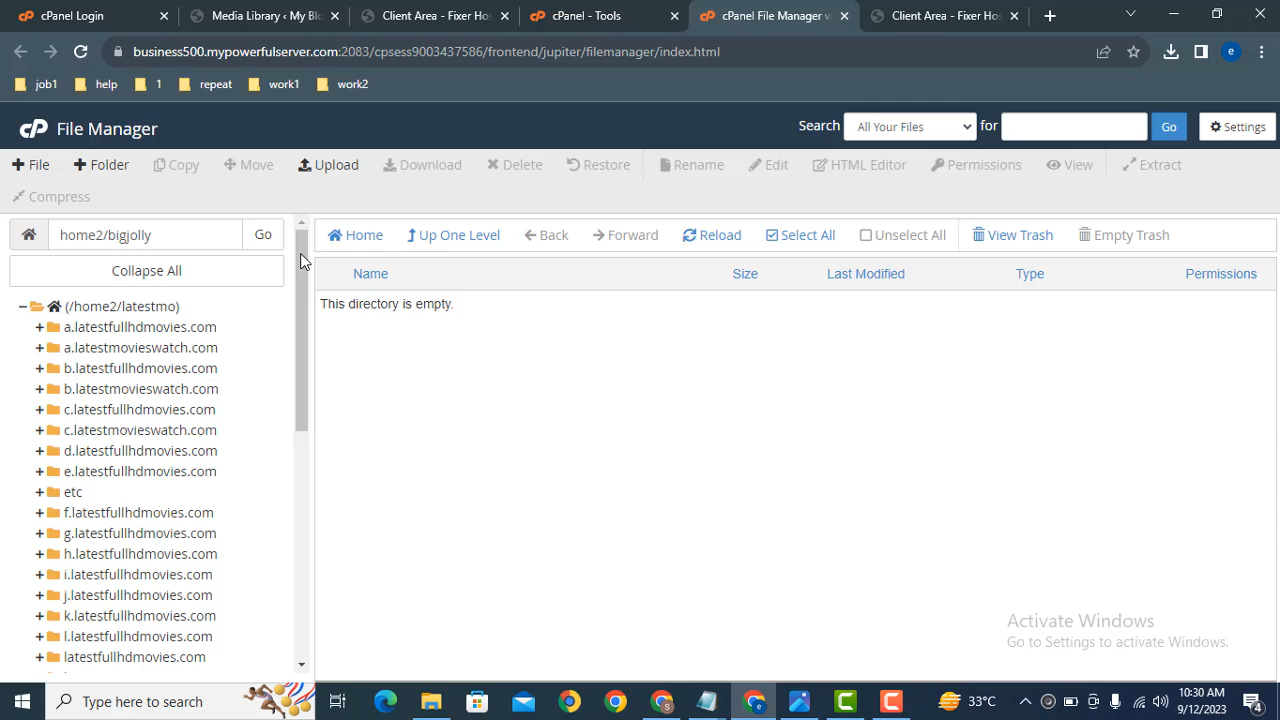 cPanel Login
Media Library ‹ My Blo
Client Area - Fixer Hos
cPanel - Tools
cPanel File Manager v
Client Area - Fixer Hos
business500.mypowerfulserver.com:2083/cpsess9003437586/frontend/jupiter/filemanager/index.html
e
job1
help
1
repeat
work1
work2
cP File Manager
Search
All Your Files
for
Go
Settings
+ File
+ Folder
Copy
Move
Upload
Download
Delete
Restore
Rename
Edit
HTML Editor
Permissions
View
Extract
Compress
home2/bigjolly
Go
Collapse All
Home
Up One Level
Back
Forward
Reload
Select All
Unselect All
View Trash
Empty Trash
Name
Size
Last Modified
Type
Permissions
This directory is empty.
(/home2/latestmo)
a.latestfullhdmovies.com
a.latestmovieswatch.com
b.latestfullhdmovies.com
b.latestmovieswatch.com
c.latestfullhdmovies.com
c.latestmovieswatch.com
d.latestfullhdmovies.com
e.latestfullhdmovies.com
etc
f.latestfullhdmovies.com
g.latestfullhdmovies.com
h.latestfullhdmovies.com
i.latestfullhdmovies.com
j.latestfullhdmovies.com
k.latestfullhdmovies.com
l.latestfullhdmovies.com
latestfullhdmovies.com
Activate Windows
Go to Settings to activate Windows.
Type here to search
33°C
10:30 AM
9/12/2023
4